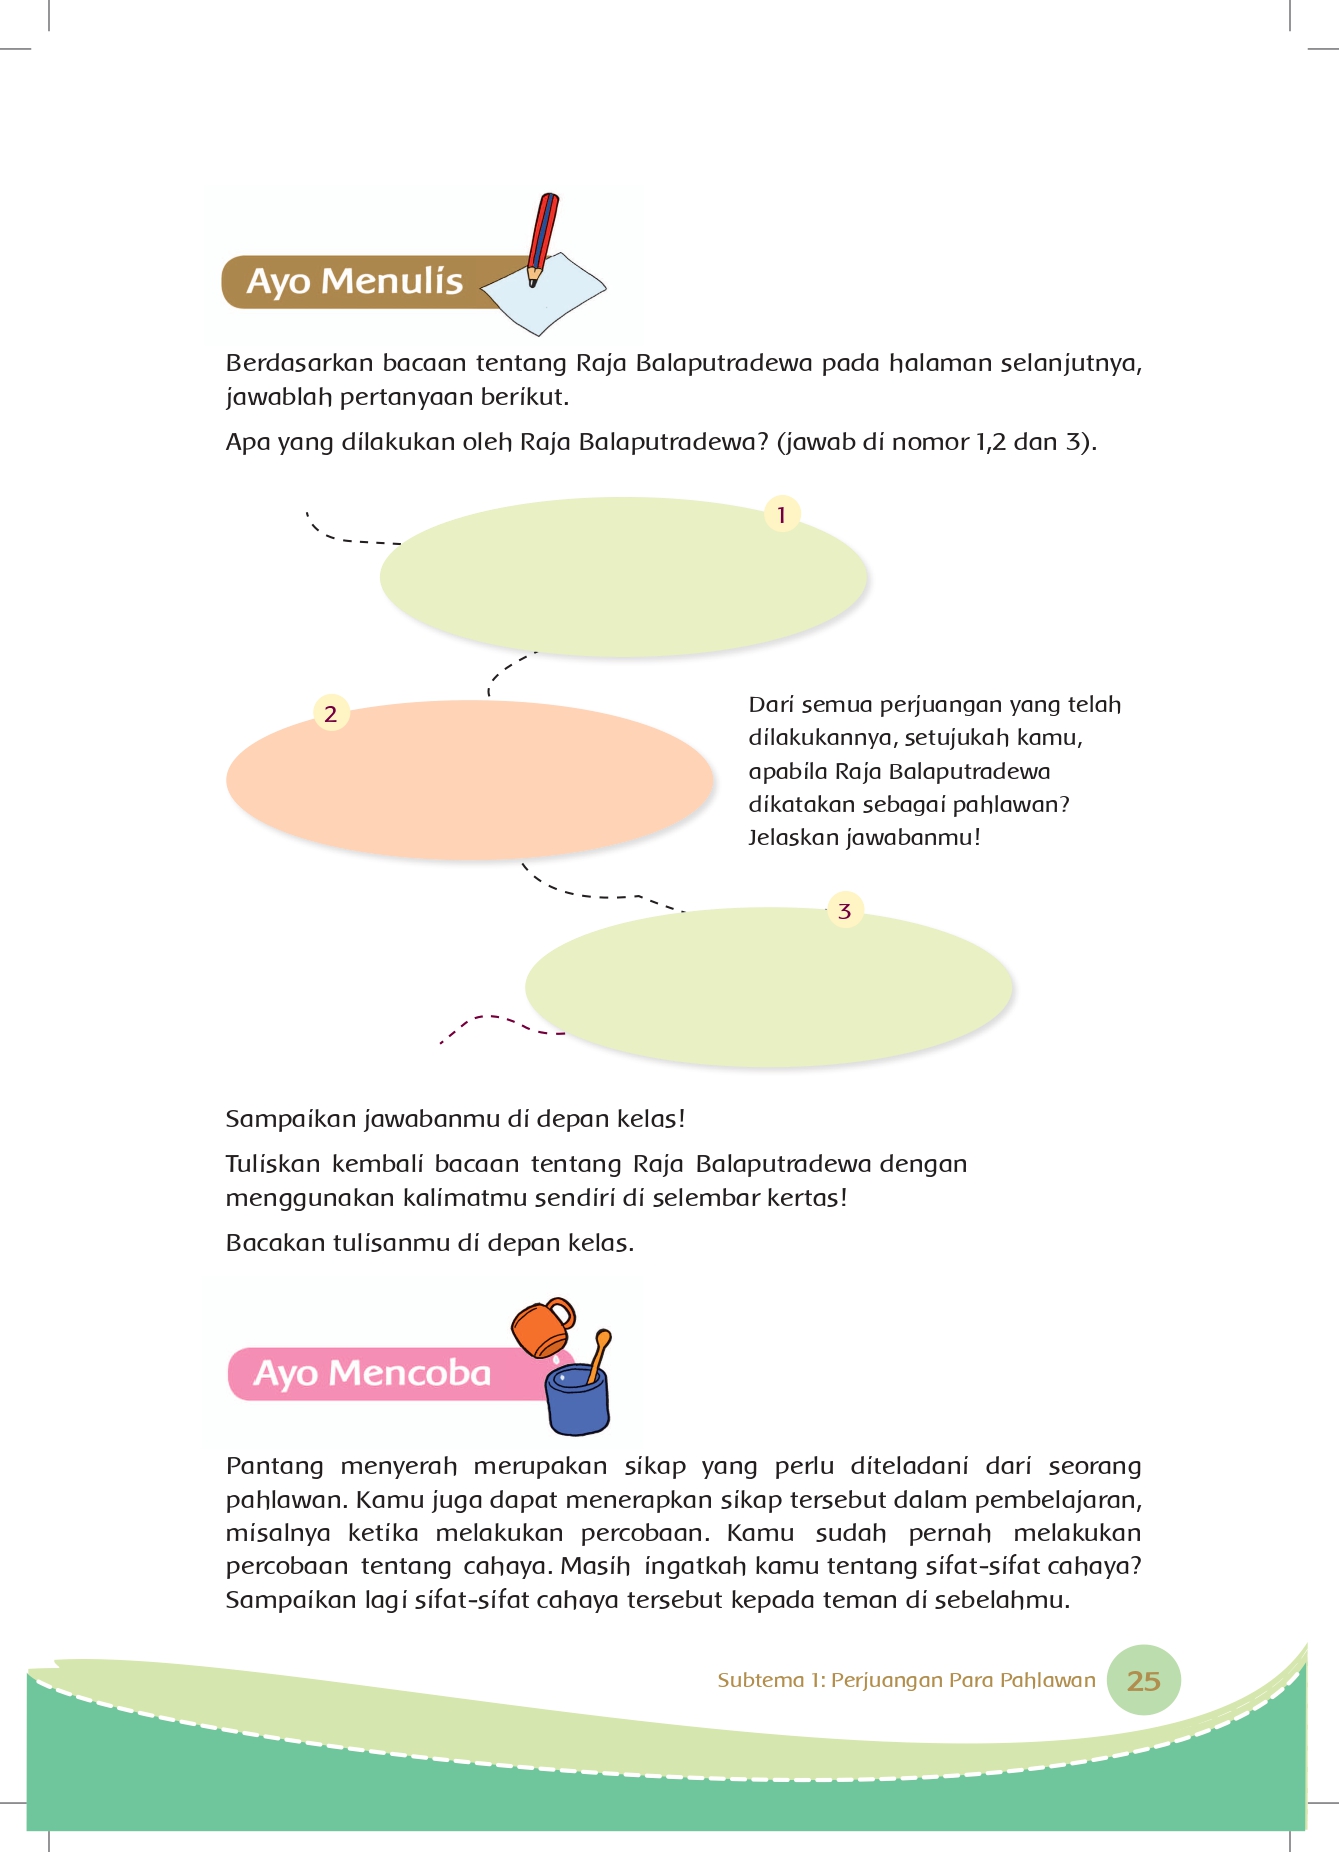 Ayo Menulis
Berdasarkan bacaan tentang Raja Balaputradewa pada halaman selanjutnya,
jawablah pertanyaan berikut.
Apa yang dilakukan oleh Raja Balaputradewa? (jawab di nomor 1,2 dan 3).
1
2
Dari semua perjuangan yang telah
dilakukannya, setujukah kamu,
apabila Raja Balaputradewa
dikatakan sebagai pahlawan?
Jelaskan jawabanmu!
3
Sampaikan jawabanmu di depan kelas!
Tuliskan kembali bacaan tentang Raja Balaputradewa dengan
menggunakan kalimatmu sendiri di selembar kertas!
Bacakan tulisanmu di depan kelas.
Ayo Mencoba
Pantang menyerah merupakan sikap yang perlu diteladani dari seorang
pahlawan. Kamu juga dapat menerapkan sikap tersebut dalam pembelajaran,
misalnya ketika melakukan percobaan. Kamu sudah pernah melakukan
percobaan tentang cahaya. Masih ingatkah kamu tentang sifat-sifat cahaya?
Sampaikan lagi sifat-sifat cahaya tersebut kepada teman di sebelahmu.
Subtema 1: Perjuangan Para Pahlawan 25